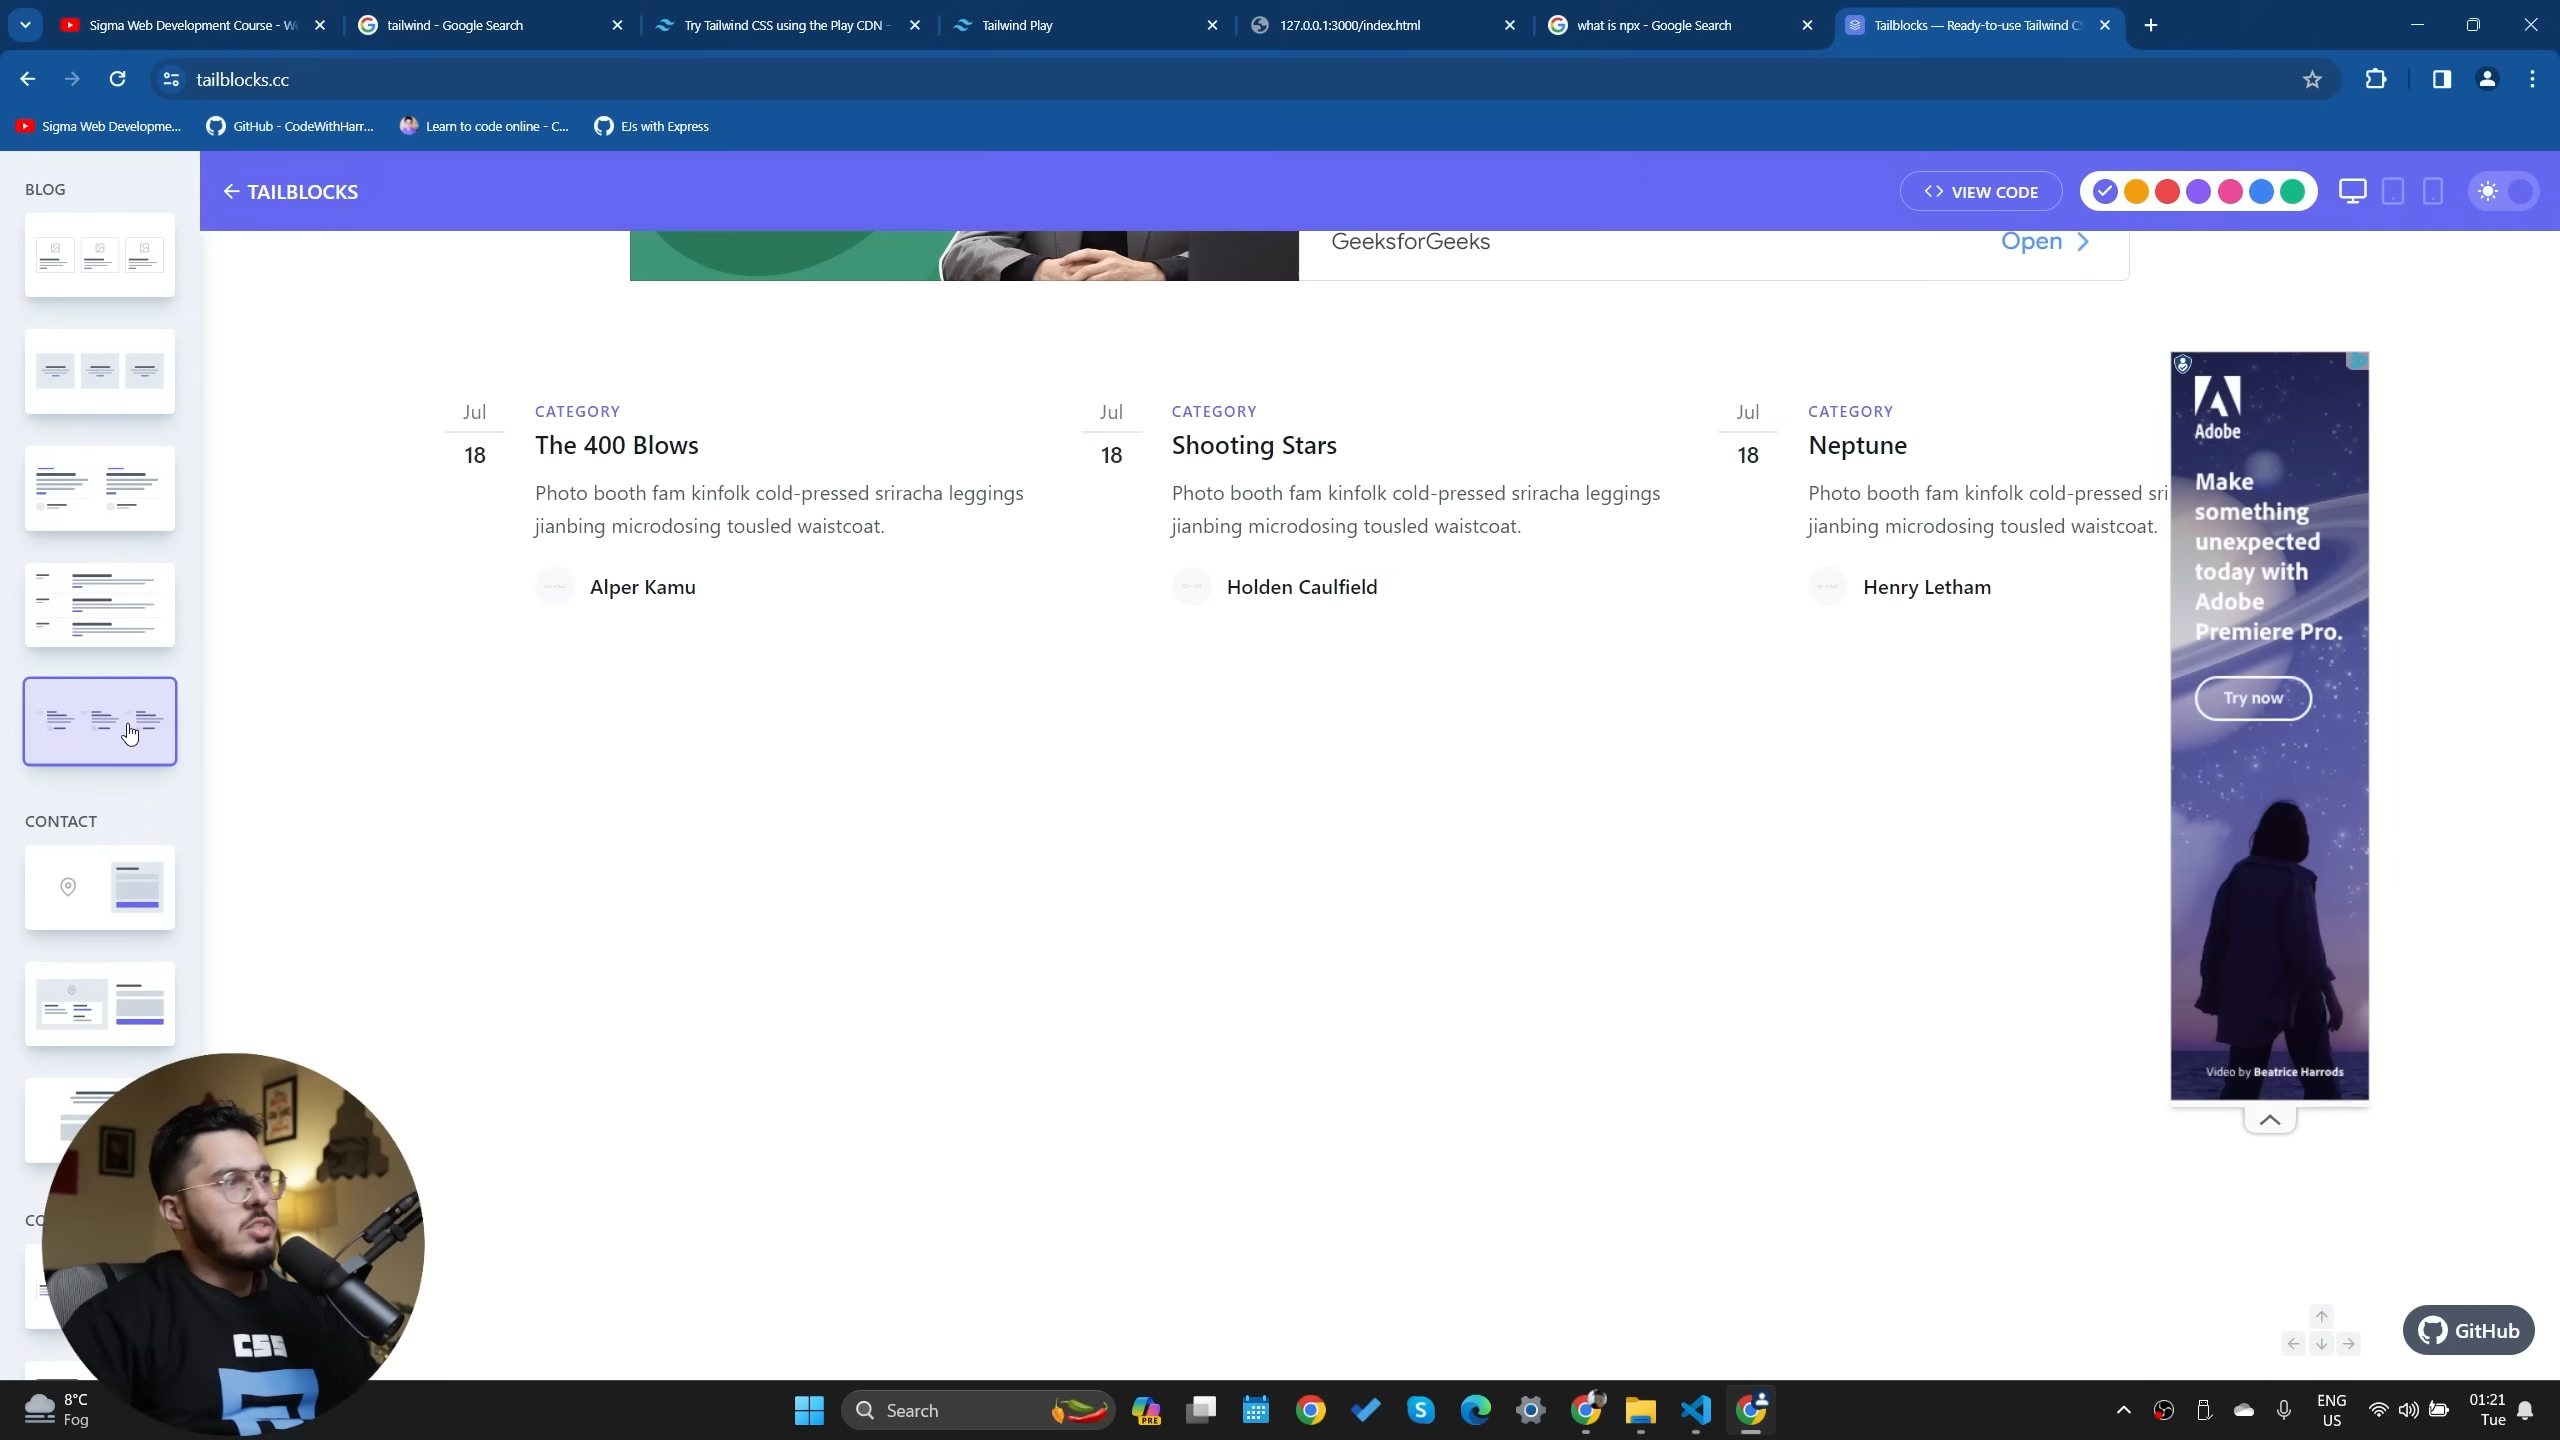 Sigma Web Development Course - We
tailwind - Google Search
Try Tailwind CSS using the Play CDN -
Tailwind Play
127.0.0.1:3000/index.html
what is npx - Google Search
Tailblocks — Ready-to-use Tailwind CS
tailblocks.cc
Sigma Web Developme...
GitHub - CodeWithHarr...
Learn to code online - C...
EJs with Express
BLOG
TAILBLOCKS
VIEW CODE
GeeksforGeeks
Open
Jul
18
CATEGORY
The 400 Blows
Photo booth fam kinfolk cold-pressed sriracha leggings
jianbing microdosing tousled waistcoat.
Alper Kamu
Jul
18
CATEGORY
Shooting Stars
Photo booth fam kinfolk cold-pressed sriracha leggings
jianbing microdosing tousled waistcoat.
Holden Caulfield
Jul
18
CATEGORY
Neptune
Photo booth fam kinfolk cold-pressed sri
jianbing microdosing tousled waistcoat.
Henry Letham
Adobe
Make
something
unexpected
today with
Adobe
Premiere Pro.
Try now
Video by Beatrice Harrods
CONTACT
CO
CSS
GitHub
8°C
Fog
Search
PRE
ENG
US
01:21
Tue